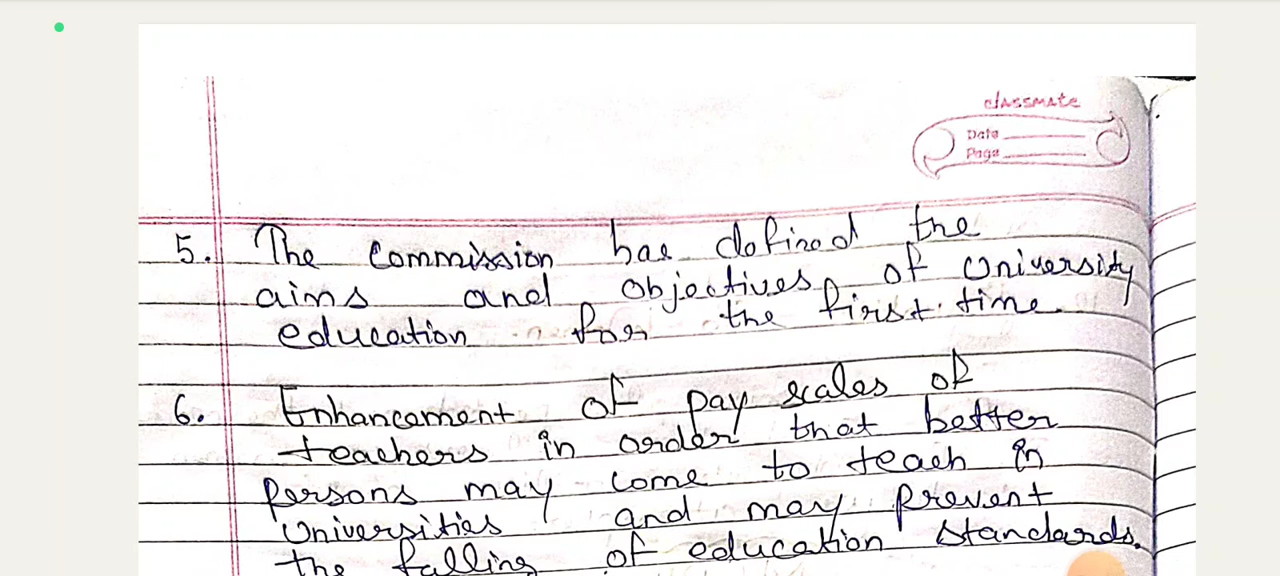 classmate
Date
Page
5. The Commission has defined the
aims and objectives of University
education for the first time.
6. Enhancement of pay scales of
teachers in order that better
persons may come to teach in
Universities and may prevent
the falling of education standards.